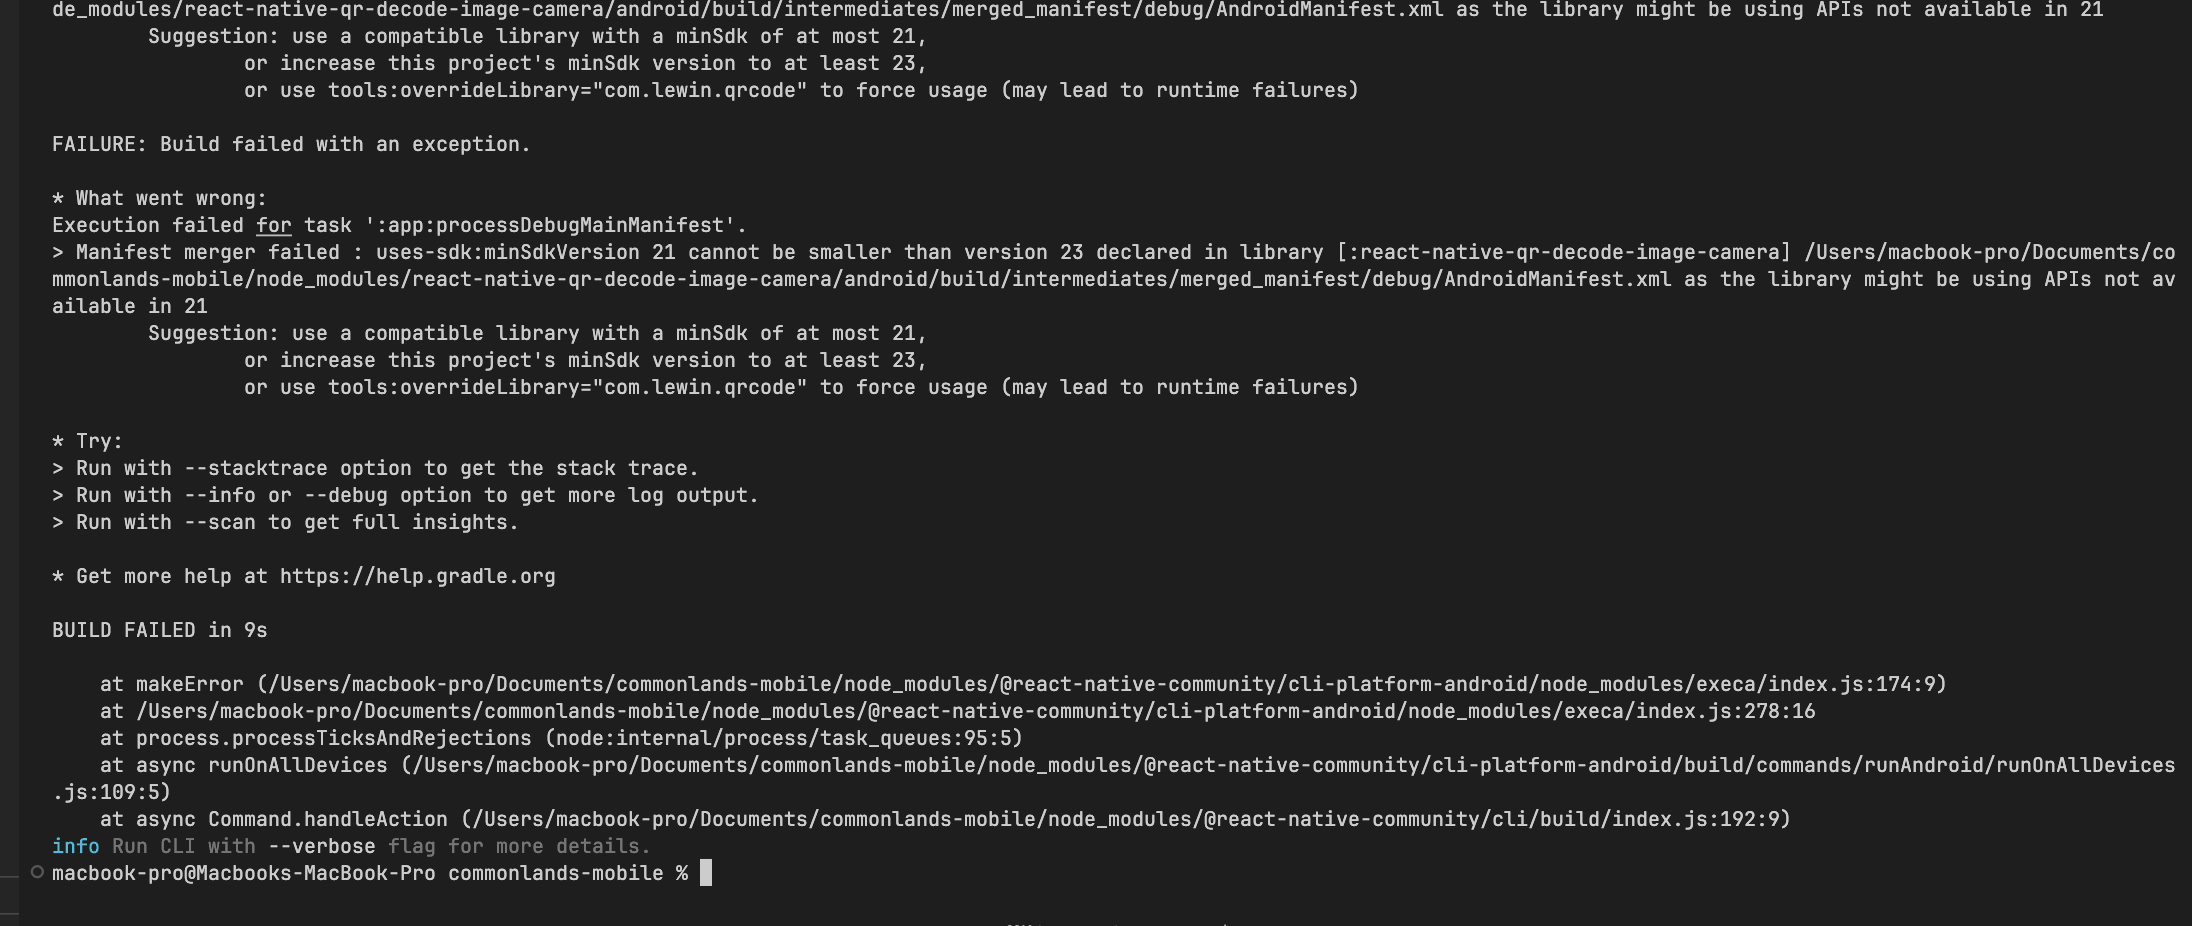 de_modules/react-native-qr-decode-image-camera/android/build/intermediates/merged_manifest/debug/AndroidManifest.xml as the library might be using APIs not available in 21
Suggestion: use a compatible library with a minSdk of at most 21,
or increase this project's minSdk version to at least 23,
or use tools:overrideLibrary="com.lewin.qrcode" to force usage (may lead to runtime failures)
FAILURE: Build failed with an exception.
* What went wrong:
Execution failed for task ':app:processDebugMainManifest'.
> Manifest merger failed : uses-sdk:minSdkVersion 21 cannot be smaller than version 23 declared in library [:react-native-qr-decode-image-camera] /Users/macbook-pro/Documents/co
mmonlands-mobile/node_modules/react-native-qr-decode-image-camera/android/build/intermediates/merged_manifest/debug/AndroidManifest.xml as the library might be using APIs not av
ailable in 21
Suggestion: use a compatible library with a minSdk of at most 21,
or increase this project's minSdk version to at least 23,
or use tools:overrideLibrary="com.lewin.qrcode" to force usage (may lead to runtime failures)
* Try:
> Run with --stacktrace option to get the stack trace.
> Run with --info or --debug option to get more log output.
> Run with --scan to get full insights.
* Get more help at https://help.gradle.org
BUILD FAILED in 9s
at makeError (/Users/macbook-pro/Documents/commonlands-mobile/node_modules/@react-native-community/cli-platform-android/node_modules/execa/index.js:174:9)
at /Users/macbook-pro/Documents/commonlands-mobile/node_modules/@react-native-community/cli-platform-android/node_modules/execa/index.js:278:16
at process.processTicksAndRejections (node:internal/process/task_queues:95:5)
at async runOnAllDevices (/Users/macbook-pro/Documents/commonlands-mobile/node_modules/@react-native-community/cli-platform-android/build/commands/runAndroid/runOnAllDevices
.js:109:5)
at async Command.handleAction (/Users/macbook-pro/Documents/commonlands-mobile/node_modules/@react-native-community/cli/build/index.js:192:9)
info Run CLI with --verbose flag for more details.
macbook-pro@Macbooks-MacBook-Pro commonlands-mobile %